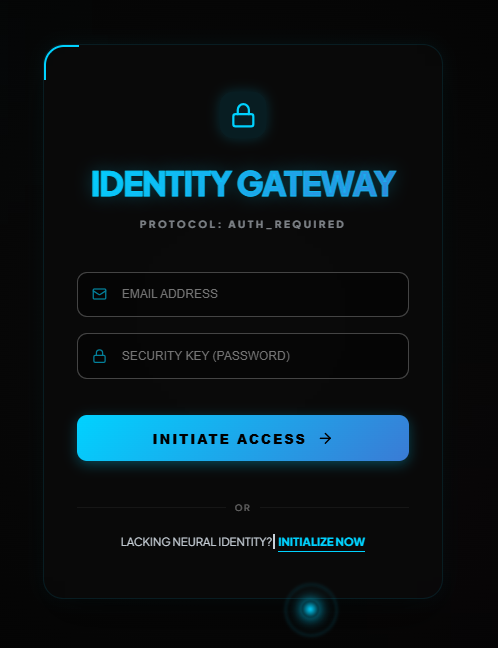 IDENTITY GATEWAY
PROTOCOL: AUTH_REQUIRED
EMAIL ADDRESS
SECURITY KEY (PASSWORD)
INITIATE ACCESS →
OR
LACKING NEURAL IDENTITY? INITIALIZE NOW